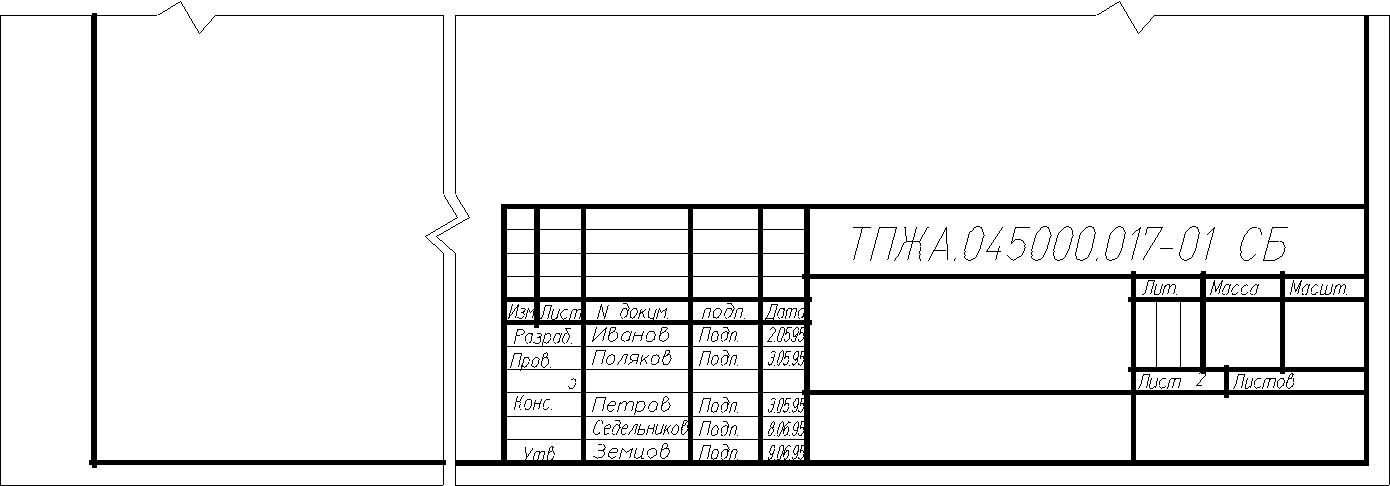 ТПЖА.045000.017-01 СБ
Лит. Масса Масшт.
Изм Лист N докум. подп. Дата
Разраб. Иванов Подп. 2.05.95
Пров. Поляков Подп. 3.05.95
Лист 2 Листов
Конс. Петров Подп. 3.05.95
Седельников Подп. 8.06.95
Утв Земцов Подп. 9.06.95